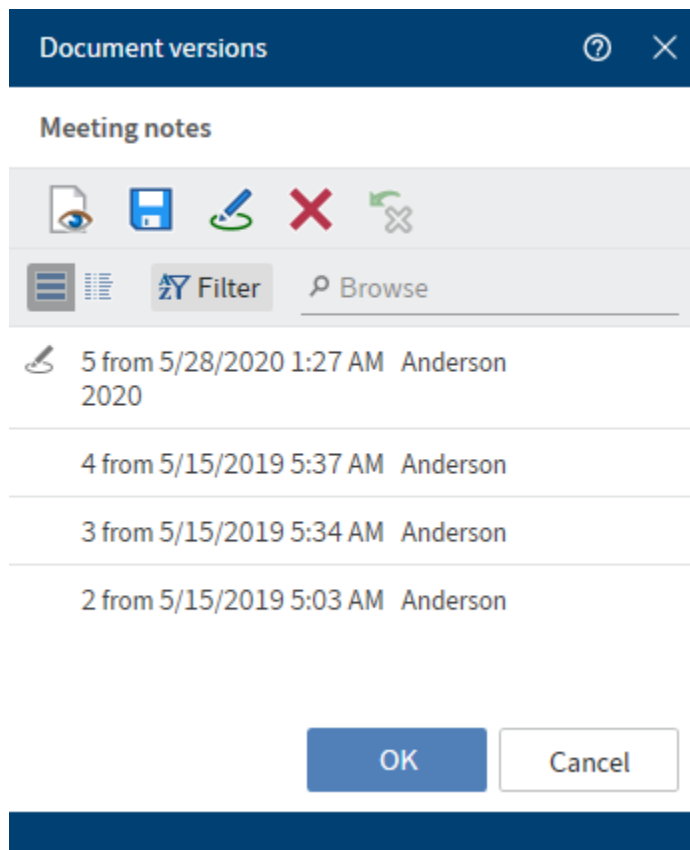 Document versions
Meeting notes
AZ Filter Browse
5 from 5/28/2020 1:27 AM Anderson
2020
4 from 5/15/2019 5:37 AM Anderson
3 from 5/15/2019 5:34 AM Anderson
2 from 5/15/2019 5:03 AM Anderson
OK Cancel